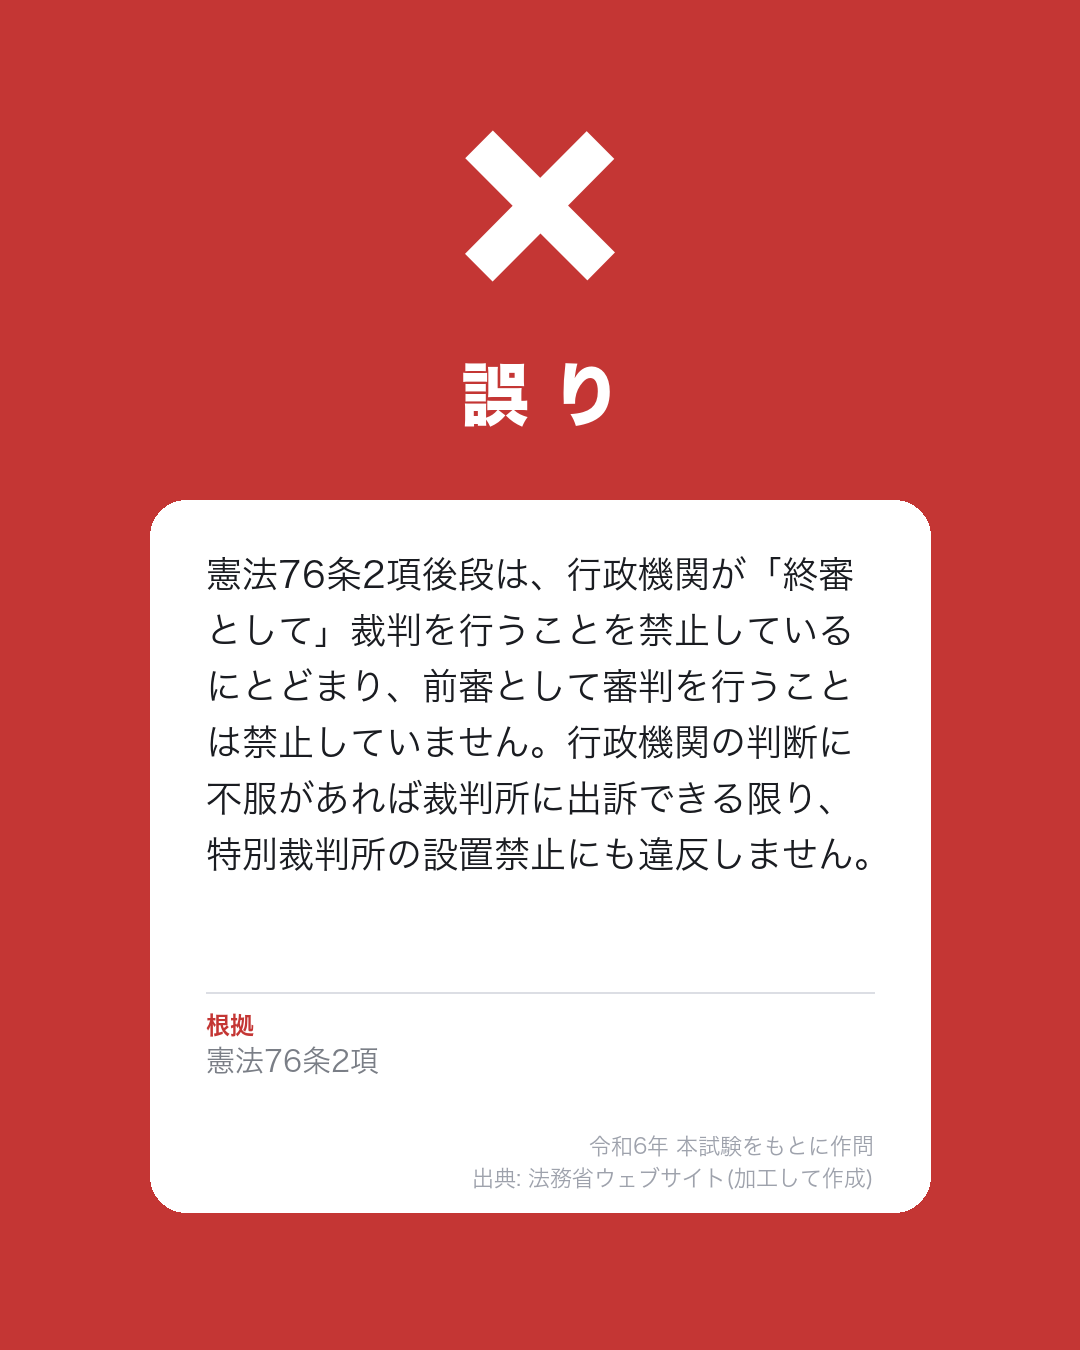 誤り
憲法76条2項後段は、行政機関が「終審
として」裁判を行うことを禁止している
にとどまり、前審として審判を行うこと
は禁止していません。行政機関の判断に
不服があれば裁判所に出訴できる限り、
特別裁判所の設置禁止にも違反しません。
根拠
憲法76条2項
令和6年 本試験をもとに作問
出典: 法務省ウェブサイト(加工して作成)